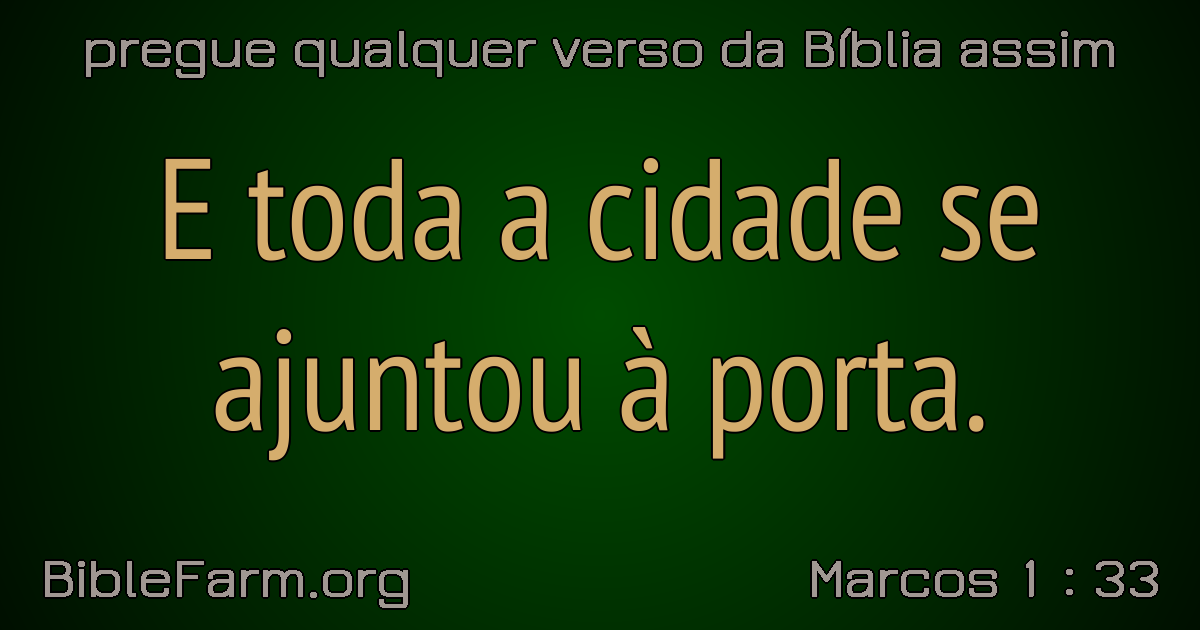 pregue qualquer verso da Bíblia assim
E toda a cidade se
ajuntou à porta.
BibleFarm.org
Marcos 1 : 33